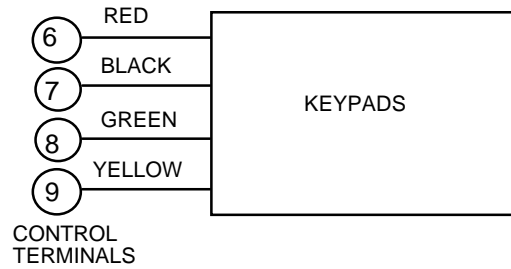 RED
6
BLACK
7
KEYPADS
GREEN
8
YELLOW
9
CONTROL
TERMINALS